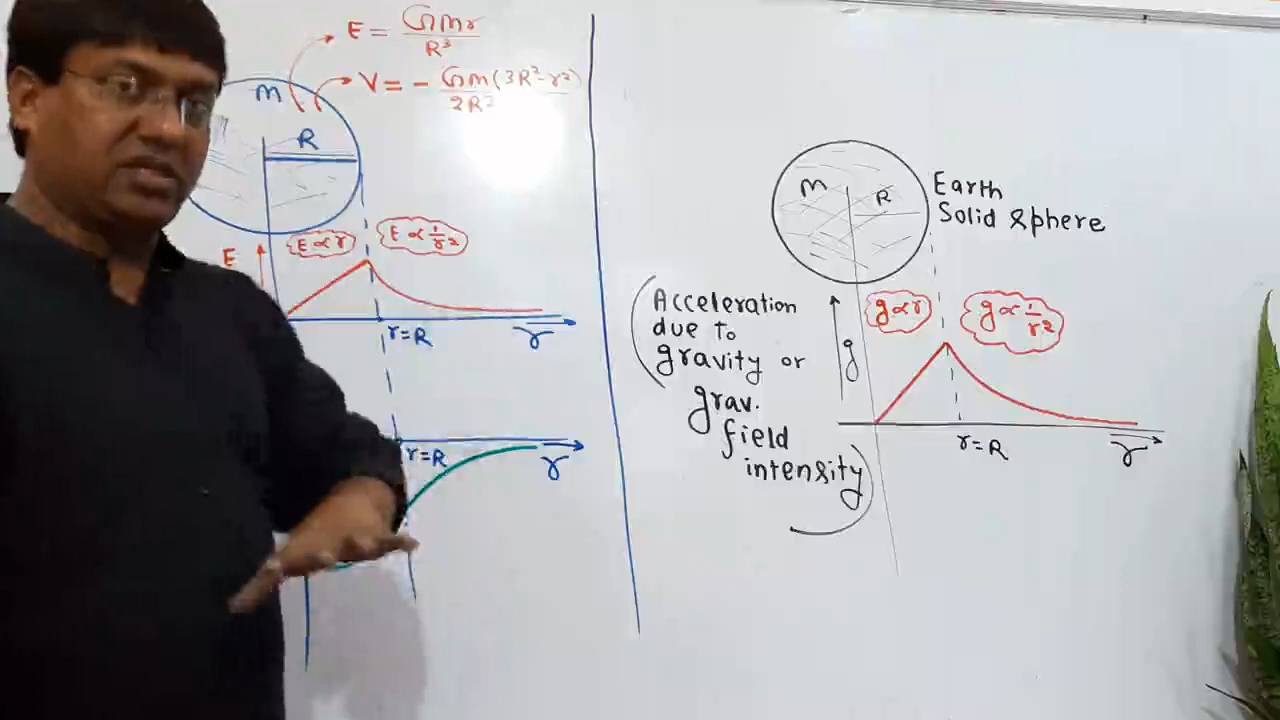 E = Gmr/R³
V = - Gm(3R²-r²)/2R³
m
R
E
E ∝ r
E ∝ 1/r²
r=R
r
r=R
r
m
R
Earth
Solid sphere
Acceleration
due to
gravity or
grav.
field
intensity
g
g ∝ r
g ∝ 1/r²
r=R
r